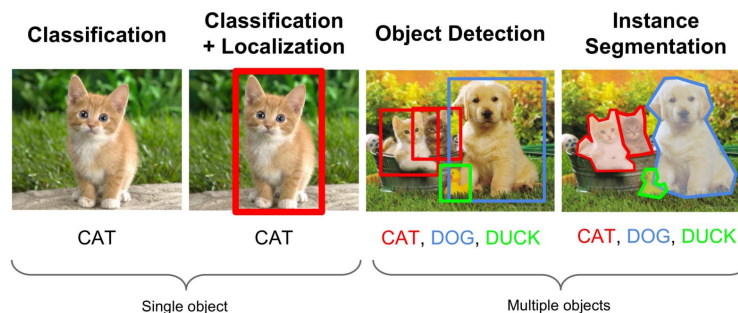 Classification
Classification
+ Localization
Object Detection
Instance
Segmentation
CAT
CAT
CAT, DOG, DUCK
CAT, DOG, DUCK
Single object
Multiple objects